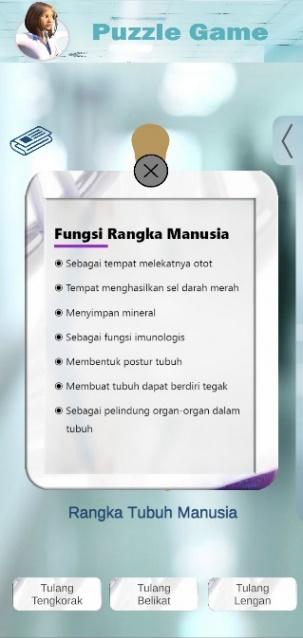 Puzzle Game
Fungsi Rangka Manusia
Sebagai tempat melekatnya otot
Tempat menghasilkan sel darah merah
Menyimpan mineral
Sebagai fungsi imunologis
Membentuk postur tubuh
Membuat tubuh dapat berdiri tegak
Sebagai pelindung organ-organ dalam
tubuh
Rangka Tubuh Manusia
Tulang
Tengkorak
Tulang
Belikat
Tulang
Lengan